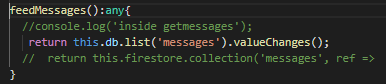 feedMessages():any{
//console.log('inside getmessages');
return this.db.list('messages').valueChanges();
//  return this.firestore.collection('messages', ref =>
}